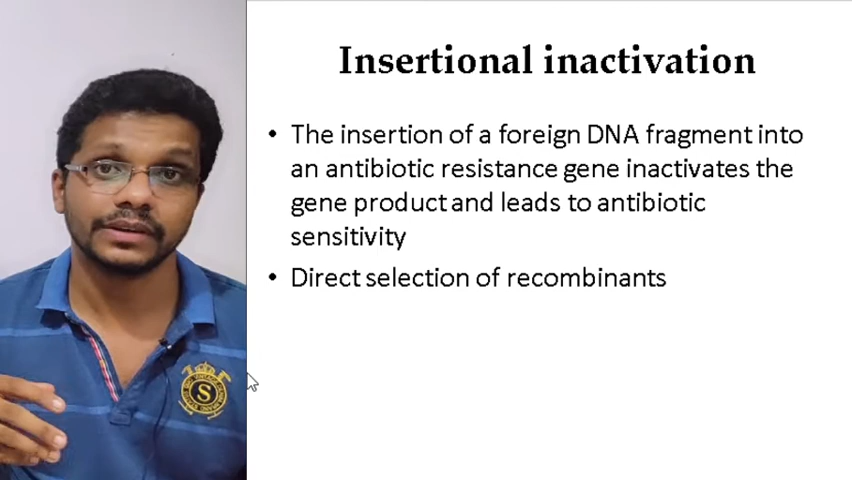 Insertional inactivation
• The insertion of a foreign DNA fragment into
an antibiotic resistance gene inactivates the
gene product and leads to antibiotic
sensitivity
• Direct selection of recombinants
S